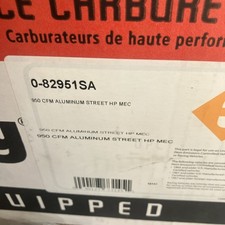 CE CARBURE
Carburateurs de haute perfor
0-82951SA
950 CFM ALUMINUM STREET HP MEC
950 CFM ALUMINUM STREET HP MEC
950 CFM ALUMINUM STREET HP MEC
UIPPED